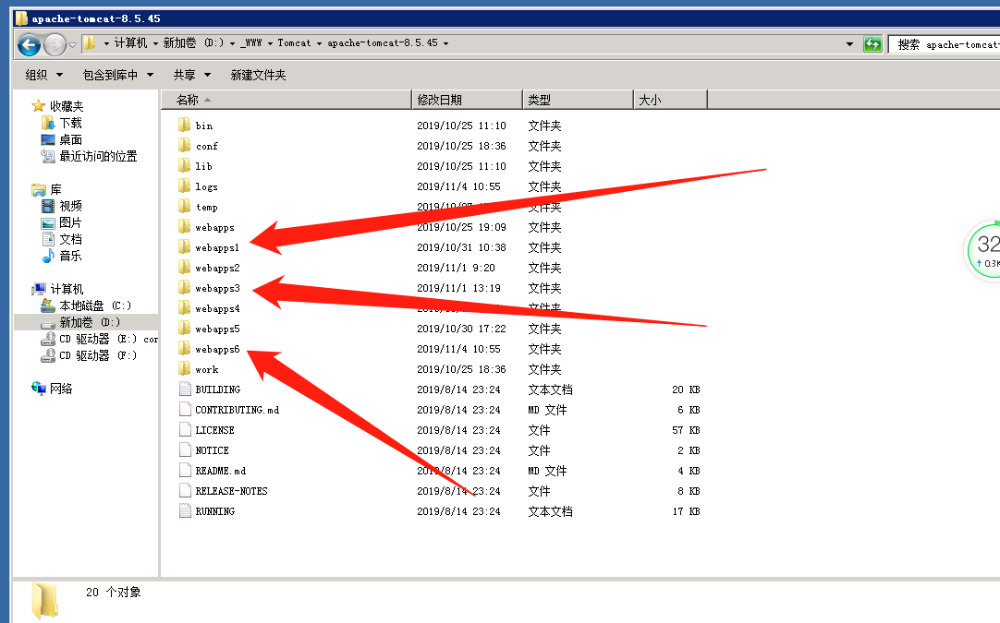 apache-tomcat-8.5.45
计算机 新加卷 (D:) _WWW Tomcat apache-tomcat-8.5.45 搜索 apache-tomcat
组织 包含到库中 共享 新建文件夹
收藏夹
下载
桌面
最近访问的位置
库
视频
图片
文档
音乐
计算机
本地磁盘 (C:)
新加卷 (D:)
CD 驱动器 (E:) cor
CD 驱动器 (F:)
网络
名称 修改日期 类型 大小
bin 2019/10/25 11:10 文件夹
conf 2019/10/25 18:36 文件夹
lib 2019/10/25 11:10 文件夹
logs 2019/11/4 10:55 文件夹
temp 文件夹
webapps 2019/10/25 19:09 文件夹
webapps1 2019/10/31 10:38 文件夹
webapps2 2019/11/1 9:20 文件夹
webapps3 2019/11/1 13:19 文件夹
webapps4 文件夹
webapps5 2019/10/30 17:22 文件夹
webapps6 2019/11/4 10:55 文件夹
work 2019/10/25 18:36 文件夹
BUILDING 2019/8/14 23:24 文本文档 20 KB
CONTRIBUTING.md 2019/8/14 23:24 MD 文件 6 KB
LICENSE 2019/8/14 23:24 文件 57 KB
NOTICE 2019/8/14 23:24 文件 2 KB
README.md 2019/8/14 23:24 MD 文件 4 KB
RELEASE-NOTES 2019/8/14 23:24 文件 8 KB
RUNNING 2019/8/14 23:24 文本文档 17 KB
32
0.3K
20 个对象